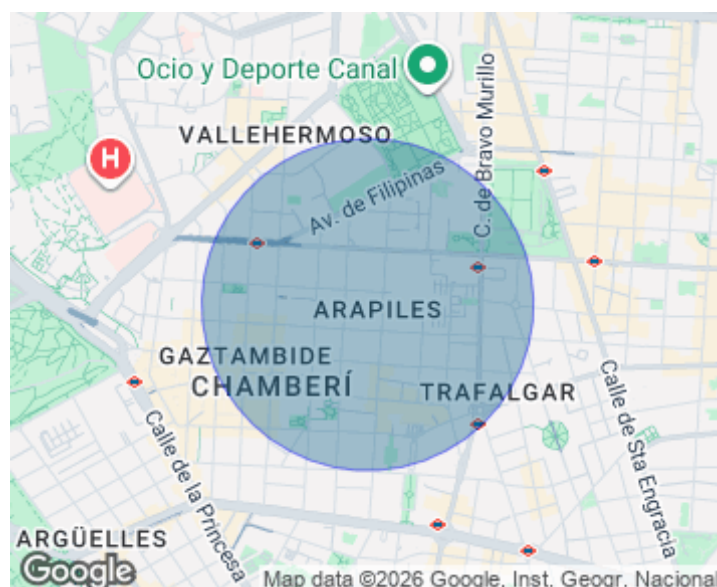 Ocio y Deporte Canal
VALLEHERMOSO
H
C. de Bravo Murillo
Av. de Filipinas
ARAPILES
GAZTAMBIDE
CHAMBERÍ
TRAFALGAR
Calle de Sta Engracia
Calle de la Princesa
ARGÜELLES
Google
Map data ©2026 Google, Inst. Geogr. Nacional